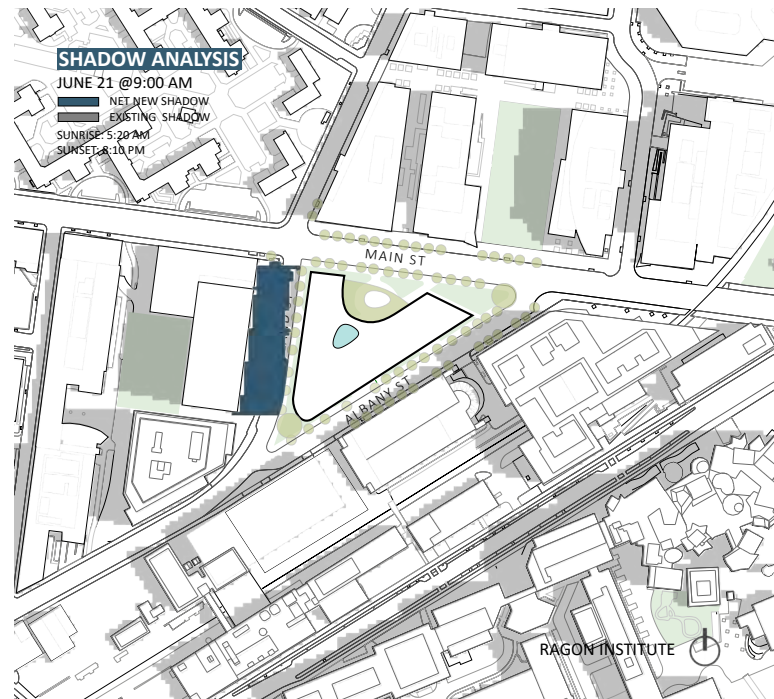 SHADOW ANALYSIS
JUNE 21 @9:00 AM
NET NEW SHADOW
EXISTING SHADOW
SUNRISE: 5:20 AM
SUNSET: 8:10 PM
MAIN ST
ALBANY ST
RAGON INSTITUTE